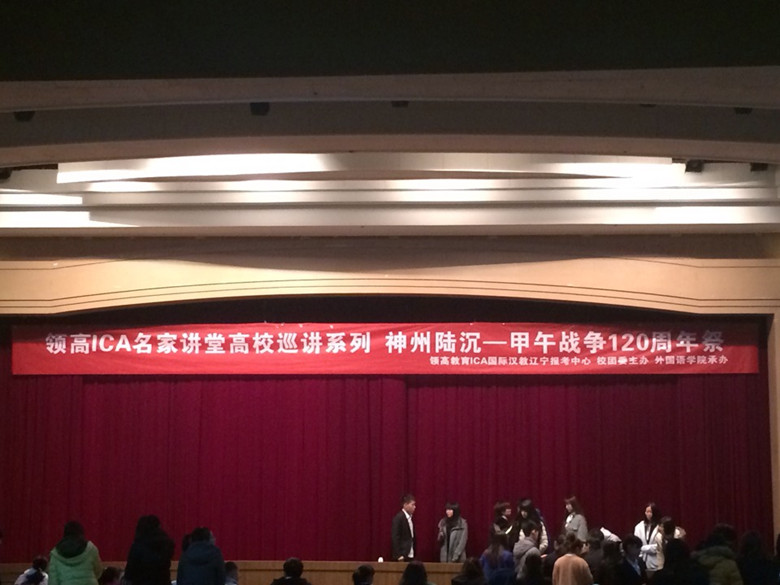 领高ICA名家讲堂高校巡讲系列 神州陆沉—甲午战争120周年祭
领高教育ICA国际汉教辽宁报考中心 校团委主办 外国语学院承办